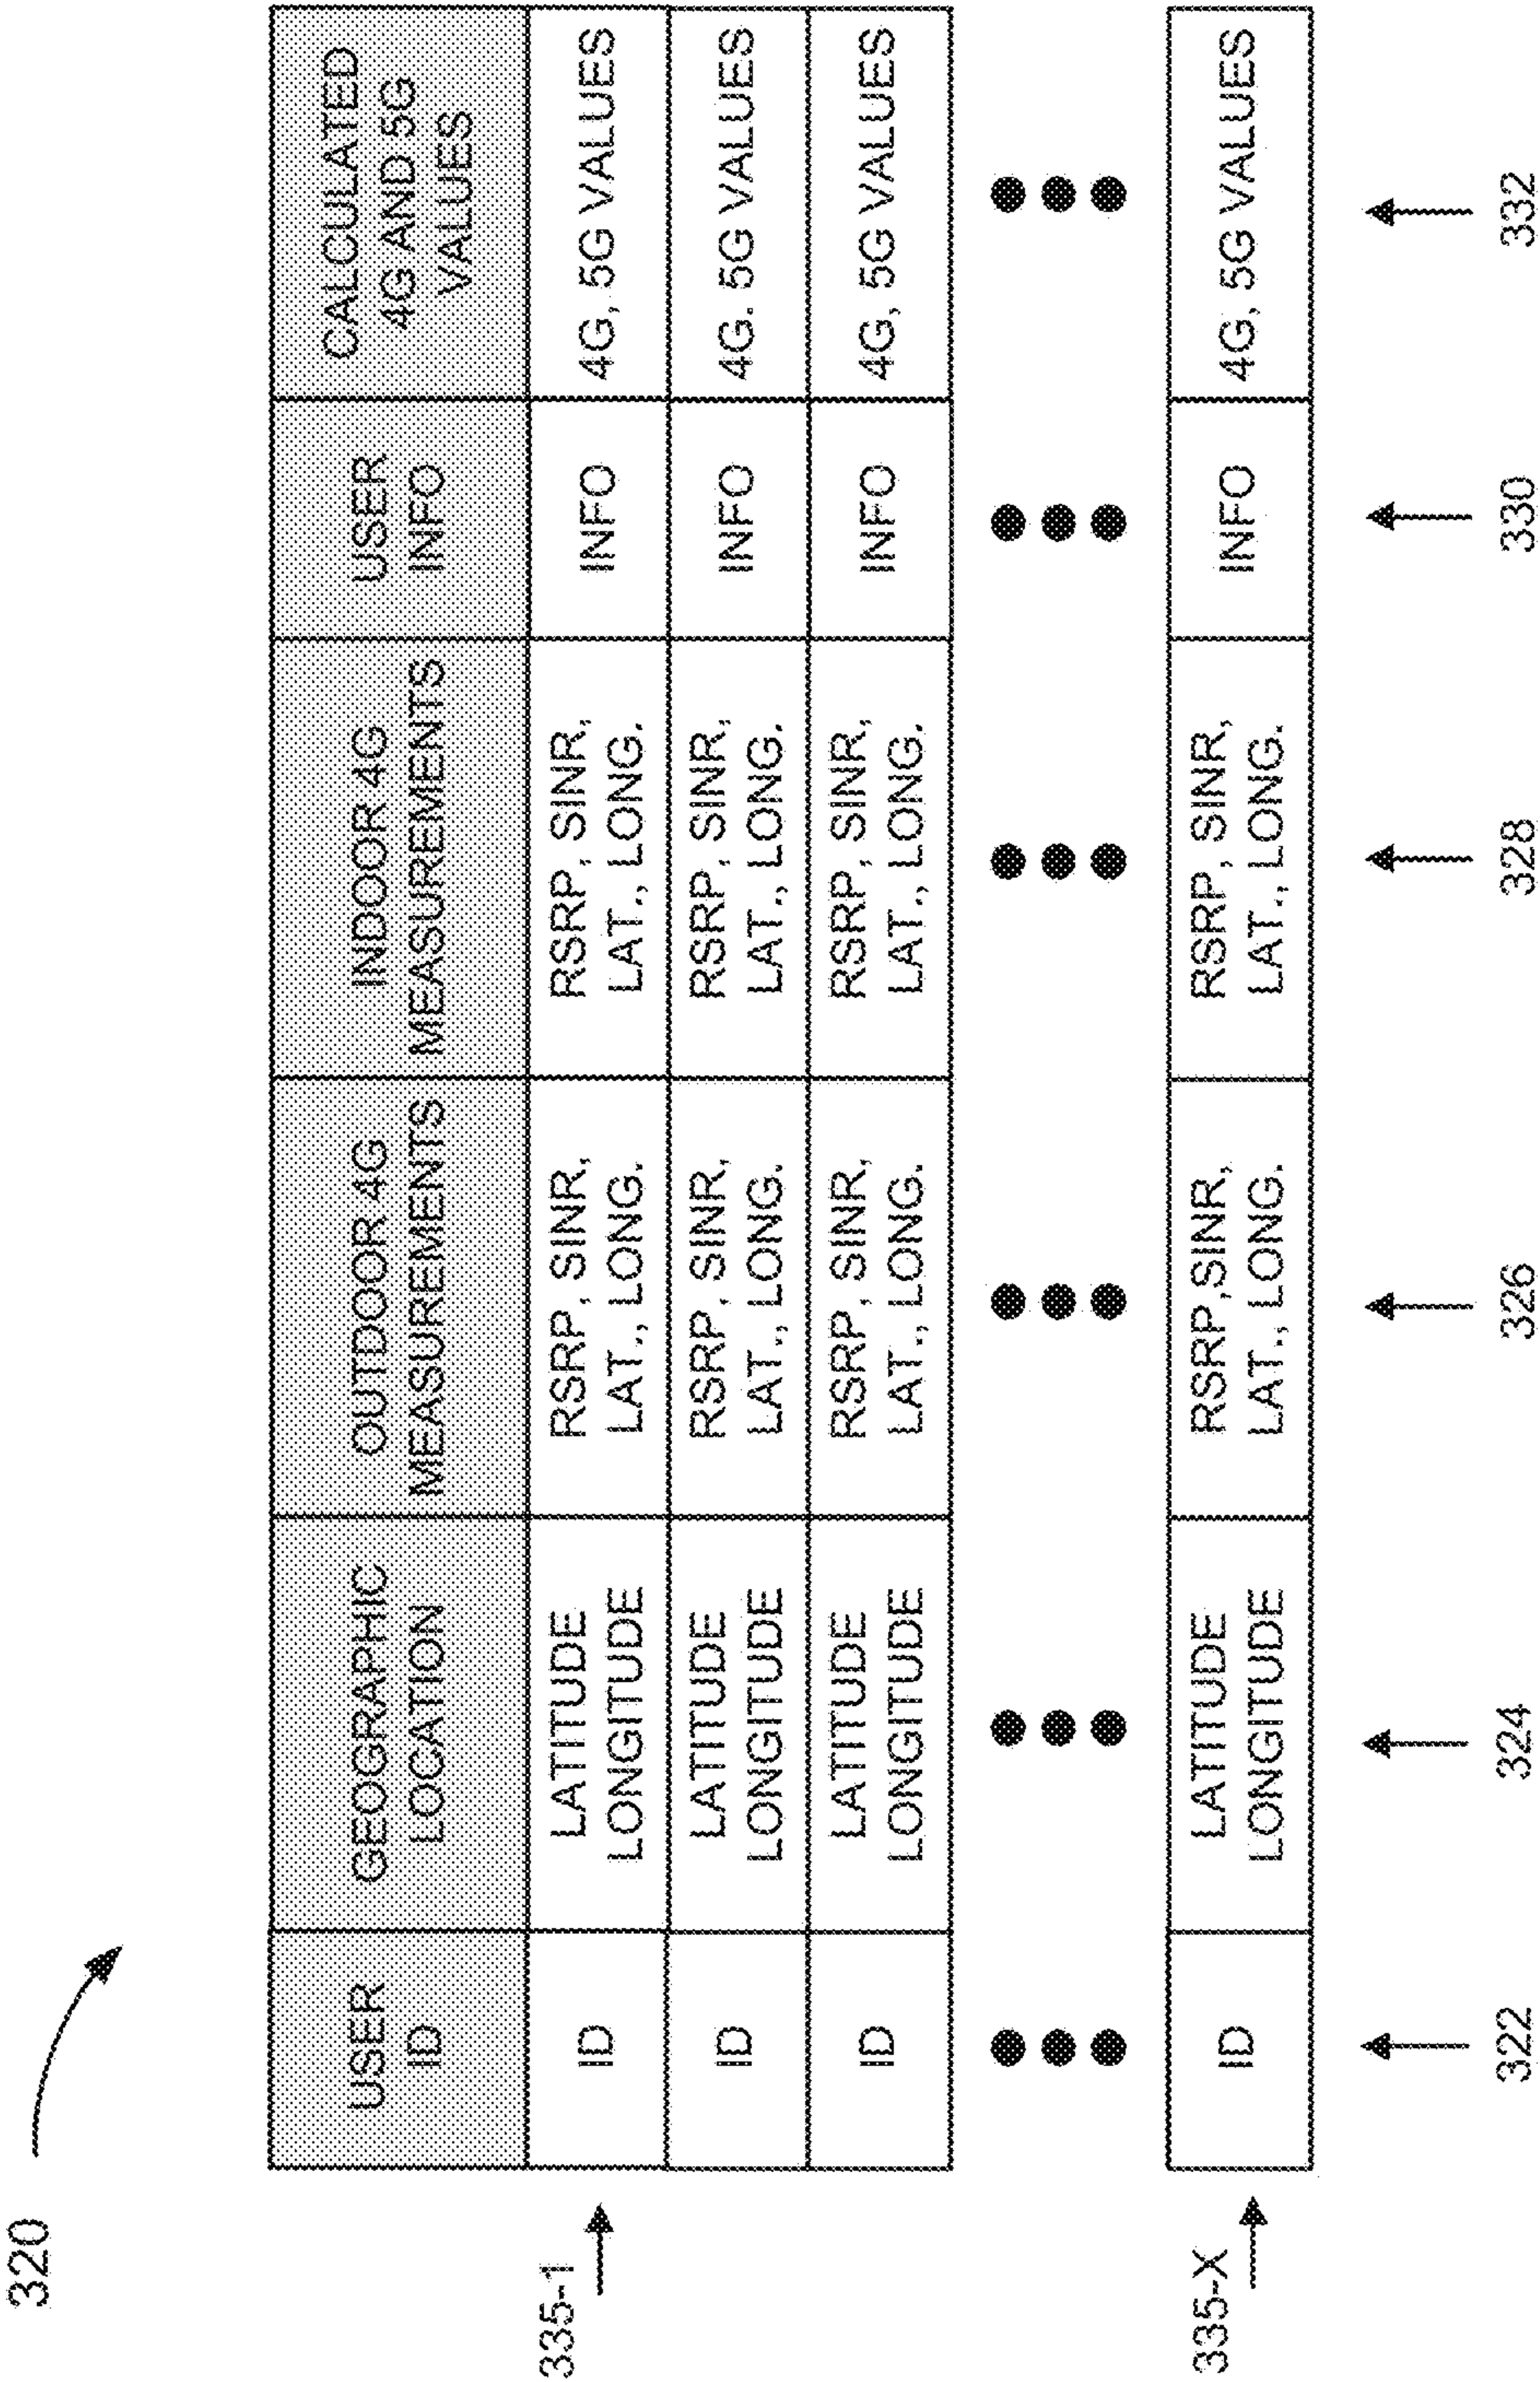 320
USER
ID
GEOGRAPHIC
LOCATION
OUTDOOR 4G
MEASUREMENTS
INDOOR 4G
MEASUREMENTS
USER
INFO
CALCULATED
4G AND 5G
VALUES
335-1
ID
LATITUDE
LONGITUDE
RSRP, SINR,
LAT., LONG.
RSRP, SINR,
LAT., LONG.
INFO
4G, 5G VALUES
ID
LATITUDE
LONGITUDE
RSRP, SINR,
LAT., LONG.
RSRP, SINR,
LAT., LONG.
INFO
4G. 5G VALUES
ID
LATITUDE
LONGITUDE
RSRP, SINR,
LAT., LONG.
RSRP, SINR,
LAT., LONG.
INFO
4G, 5G VALUES
335-X
ID
LATITUDE
LONGITUDE
RSRP,SINR,
LAT., LONG.
RSRP, SINR,
LAT., LONG.
INFO
4G, 5G VALUES
322
324
326
328
330
332